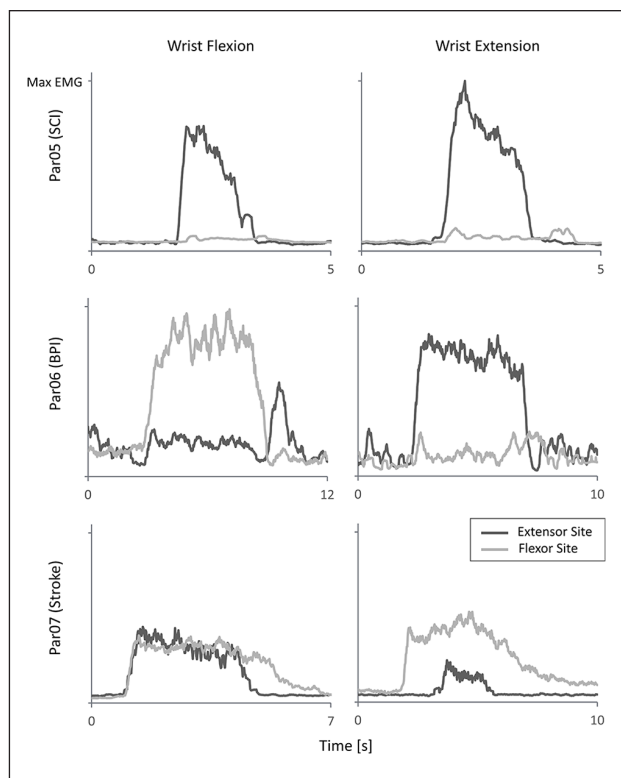 Wrist Flexion Wrist Extension
Max EMG
Par05 (SCI)
0 5 0 5
Par06 (BPI)
0 12 0 10
Extensor Site
Flexor Site
Par07 (Stroke)
0 7 0 10
Time [s]